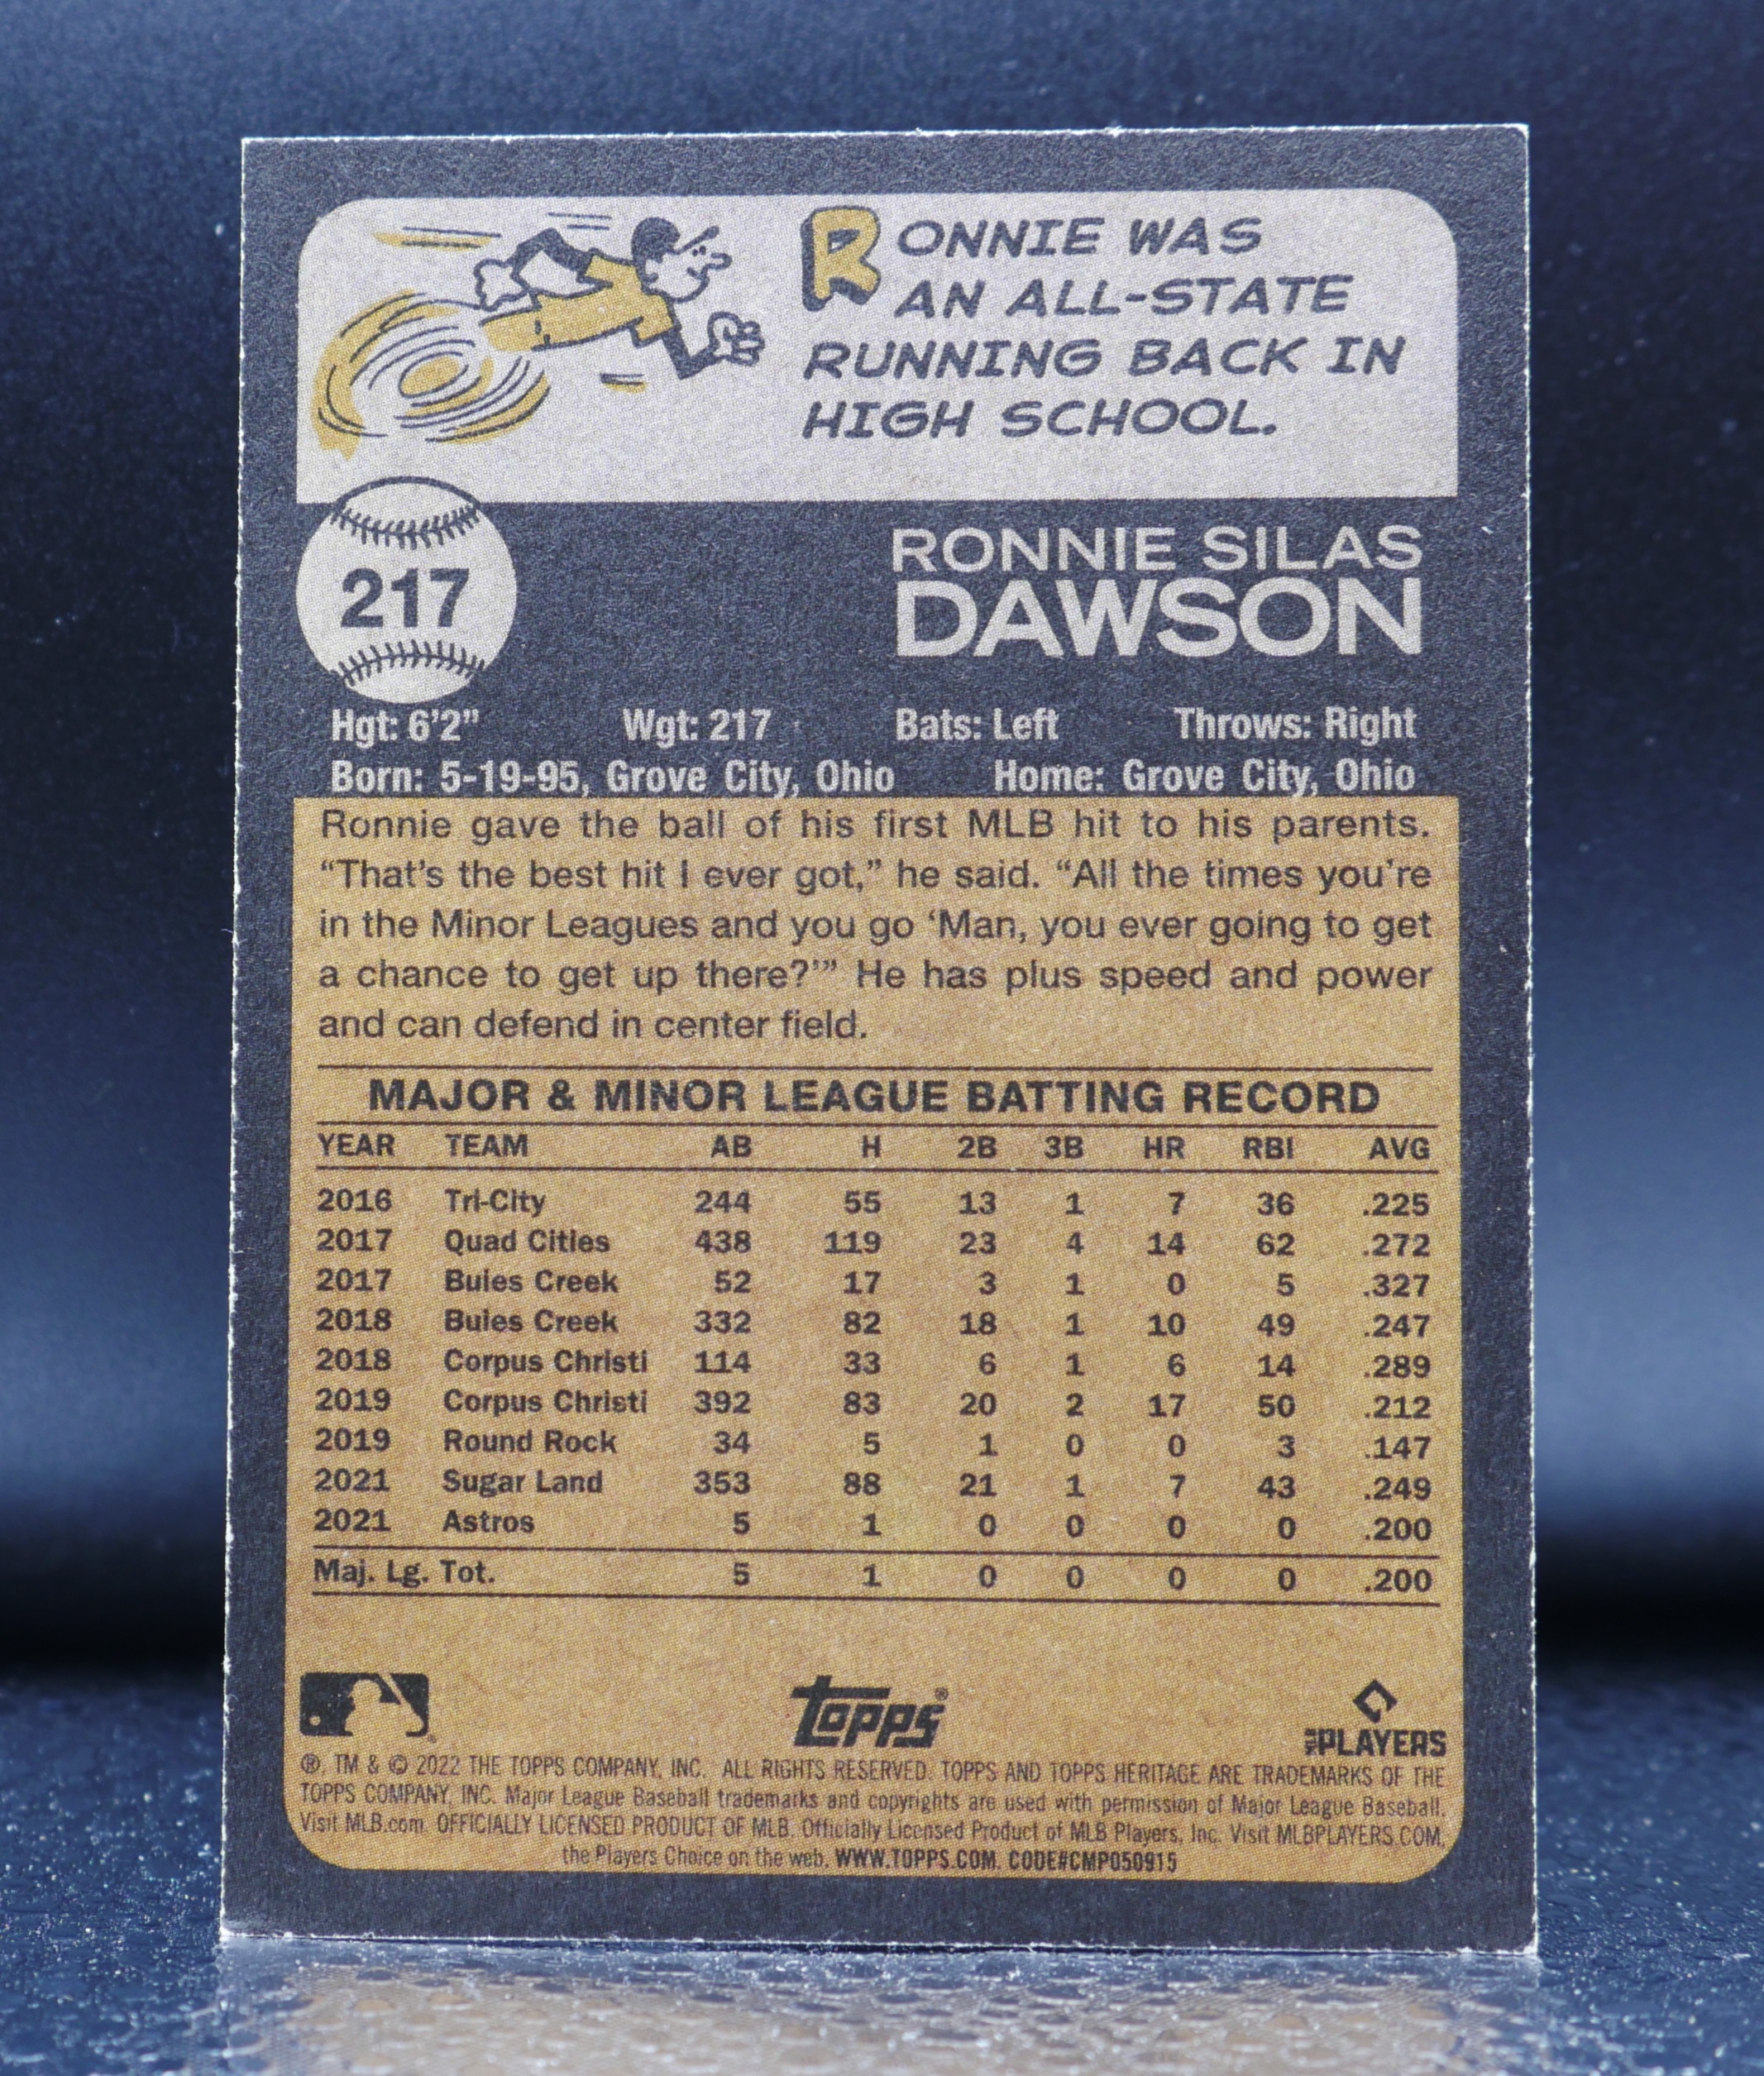 RONNIE WAS
AN ALL-STATE
RUNNING BACK IN
HIGH SCHOOL.
217
RONNIE SILAS
DAWSON
Hgt: 6'2" Wgt: 217 Bats: Left Throws: Right
Born: 5-19-95, Grove City, Ohio Home: Grove City, Ohio
Ronnie gave the ball of his first MLB hit to his parents.
“That's the best hit I ever got,” he said. “All the times you're
in the Minor Leagues and you go ‘Man, you ever going to get
a chance to get up there?’” He has plus speed and power
and can defend in center field.
MAJOR & MINOR LEAGUE BATTING RECORD
YEAR TEAM AB H 2B 3B HR RBI AVG
2016 Tri-City 244 55 13 1 7 36 .225
2017 Quad Cities 438 119 23 4 14 62 .272
2017 Buies Creek 52 17 3 1 0 5 .327
2018 Buies Creek 332 82 18 1 10 49 .247
2018 Corpus Christi 114 33 6 1 6 14 .289
2019 Corpus Christi 392 83 20 2 17 50 .212
2019 Round Rock 34 5 1 0 0 3 .147
2021 Sugar Land 353 88 21 1 7 43 .249
2021 Astros 5 1 0 0 0 0 .200
Maj. Lg. Tot. 5 1 0 0 0 0 .200
topps®
MLB PLAYERS
®, TM & © 2022 THE TOPPS COMPANY, INC. ALL RIGHTS RESERVED. TOPPS AND TOPPS HERITAGE ARE TRADEMARKS OF THE
TOPPS COMPANY, INC. Major League Baseball trademarks and copyrights are used with permission of Major League Baseball.
Visit MLB.com. OFFICIALLY LICENSED PRODUCT OF MLB. Officially Licensed Product of MLB Players, Inc. Visit MLBPLAYERS.COM,
the Players Choice on the web. WWW.TOPPS.COM. CODE#CMP050915